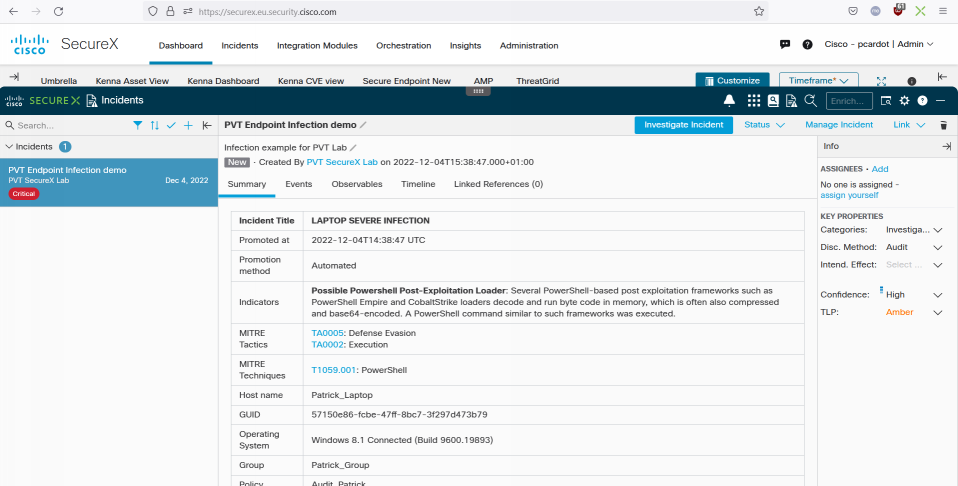 https://securex.eu.security.cisco.com
61
CISCO
SecureX
Dashboard Incidents Integration Modules Orchestration Insights Administration
Cisco - pcardot | Admin
Umbrella Kenna Asset View Kenna Dashboard Kenna CVE view Secure Endpoint New AMP ThreatGrid
Customize
Timeframe*
CISCO SECUREX Incidents
Enrich...
Search...
PVT Endpoint Infection demo
Investigate Incident Status Manage Incident Link
Incidents 1
Infection example for PVT Lab
Info
New · Created By PVT SecureX Lab on 2022-12-04T15:38:47.000+01:00
PVT Endpoint Infection demo
PVT SecureX Lab Dec 4, 2022
Critical
Summary Events Observables Timeline Linked References (0)
ASSIGNEES • Add
No one is assigned -
assign yourself
KEY PROPERTIES
Categories: Investiga...
Disc. Method: Audit
Intend. Effect: Select ...
Confidence: High
TLP: Amber
Incident Title LAPTOP SEVERE INFECTION
Promoted at 2022-12-04T14:38:47 UTC
Promotion
method Automated
Indicators
Possible Powershell Post-Exploitation Loader: Several PowerShell-based post exploitation frameworks such as
PowerShell Empire and CobaltStrike loaders decode and run byte code in memory, which is often also compressed
and base64-encoded. A PowerShell command similar to such frameworks was executed.
MITRE
Tactics
TA0005: Defense Evasion
TA0002: Execution
MITRE
Techniques
T1059.001: PowerShell
Host name Patrick_Laptop
GUID 57150e86-fcbe-47ff-8bc7-3f297d473b79
Operating
System
Windows 8.1 Connected (Build 9600.19893)
Group Patrick_Group
Policy Audit_Patrick